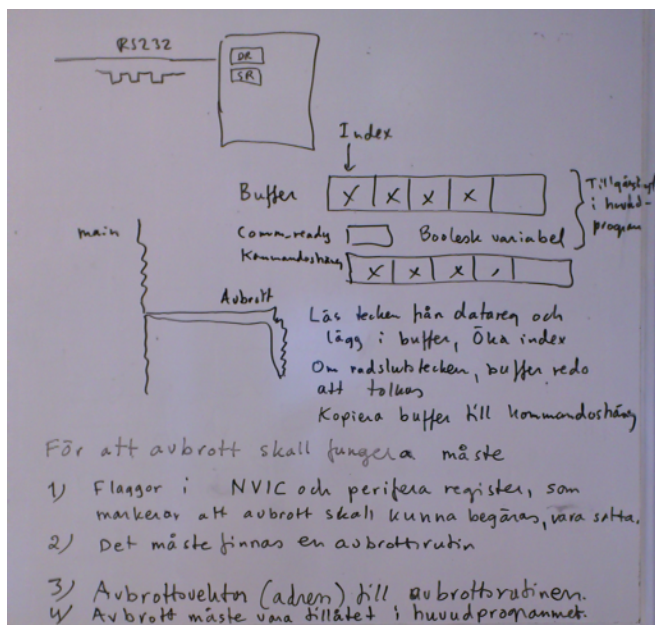 RS232
DR
SR
Index
Buffer X X X X
Tillgängligt i huvud-
program
main
Comm_ready Boolesk variabel
Kommandosträng X X X ,
Avbrott
Läs tecken från datareg och
lägg i buffer, Öka index
Om radslutstecken, buffer redo
att tolkas
Kopiera buffer till kommandosträng
För att avbrott skall fungera måste
1) Flaggor i NVIC och perifera register, som
markerar att avbrott skall kunna begäras, vara satta.
2) Det måste finnas en avbrottsrutin
3) Avbrottsvektor (adress) till avbrottsrutinen.
4) Avbrott måste vara tillåtet i huvudprogrammet.